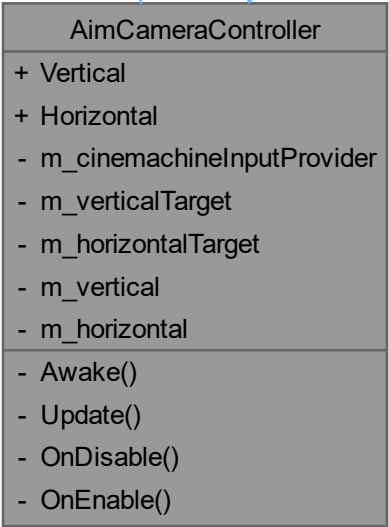 AimCameraController
+ Vertical
+ Horizontal
- m_cinemachineInputProvider
- m_verticalTarget
- m_horizontalTarget
- m_vertical
- m_horizontal
- Awake()
- Update()
- OnDisable()
- OnEnable()